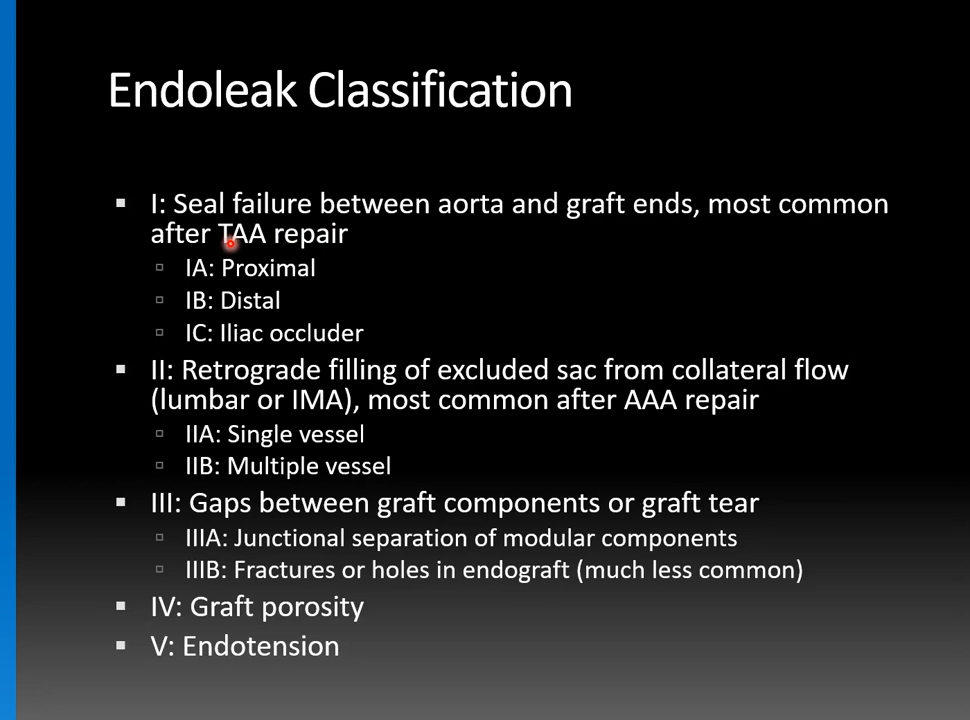 Endoleak Classification
I: Seal failure between aorta and graft ends, most common
after TAA repair
IA: Proximal
IB: Distal
IC: Iliac occluder
II: Retrograde filling of excluded sac from collateral flow
(lumbar or IMA), most common after AAA repair
IIA: Single vessel
IIB: Multiple vessel
III: Gaps between graft components or graft tear
IIIA: Junctional separation of modular components
IIIB: Fractures or holes in endograft (much less common)
IV: Graft porosity
V: Endotension